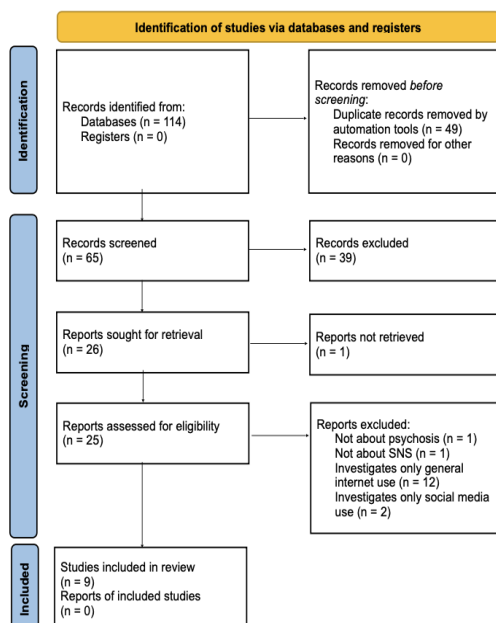 Identification of studies via databases and registers
Identification
Records identified from:
Databases (n = 114)
Registers (n = 0)
Records removed before
screening:
Duplicate records removed by
automation tools (n = 49)
Records removed for other
reasons (n = 0)
Screening
Records screened
(n = 65)
Records excluded
(n = 39)
Reports sought for retrieval
(n = 26)
Reports not retrieved
(n = 1)
Reports assessed for eligibility
(n = 25)
Reports excluded:
Not about psychosis (n = 1)
Not about SNS (n = 1)
Investigates only general
internet use (n = 12)
Investigates only social media
use (n = 2)
Included
Studies included in review
(n = 9)
Reports of included studies
(n = 0)